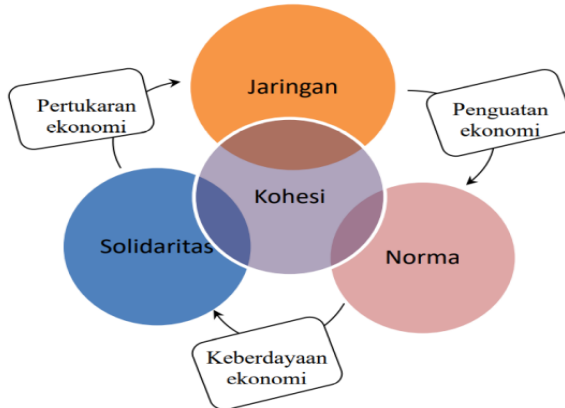 Jaringan
Pertukaran
ekonomi
Penguatan
ekonomi
Kohesi
Solidaritas
Norma
Keberdayaan
ekonomi